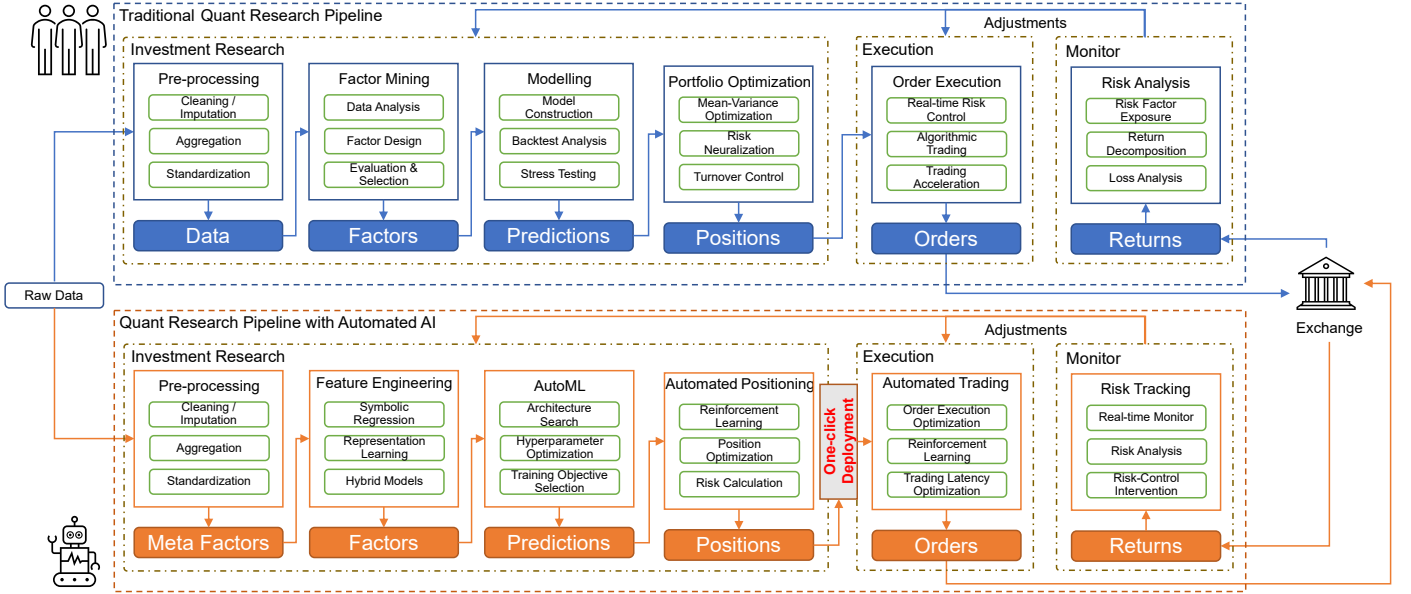 Traditional Quant Research Pipeline
Adjustments
Investment Research
Execution
Monitor
Pre-processing
Cleaning /
Imputation
Aggregation
Standardization
Data
Factor Mining
Data Analysis
Factor Design
Evaluation &
Selection
Factors
Modelling
Model
Construction
Backtest Analysis
Stress Testing
Predictions
Portfolio Optimization
Mean-Variance
Optimization
Risk
Neuralization
Turnover Control
Positions
Order Execution
Real-time Risk
Control
Algorithmic
Trading
Trading
Acceleration
Orders
Risk Analysis
Risk Factor
Exposure
Return
Decomposition
Loss Analysis
Returns
Raw Data
Exchange
Quant Research Pipeline with Automated AI
Adjustments
Investment Research
Execution
Monitor
Pre-processing
Cleaning /
Imputation
Aggregation
Standardization
Meta Factors
Feature Engineering
Symbolic
Regression
Representation
Learning
Hybrid Models
Factors
AutoML
Architecture
Search
Hyperparameter
Optimization
Training Objective
Selection
Predictions
Automated Positioning
Reinforcement
Learning
Position
Optimization
Risk Calculation
Positions
One-click
Deployment
Automated Trading
Order Execution
Optimization
Reinforcement
Learning
Trading Latency
Optimization
Orders
Risk Tracking
Real-time Monitor
Risk Analysis
Risk-Control
Intervention
Returns